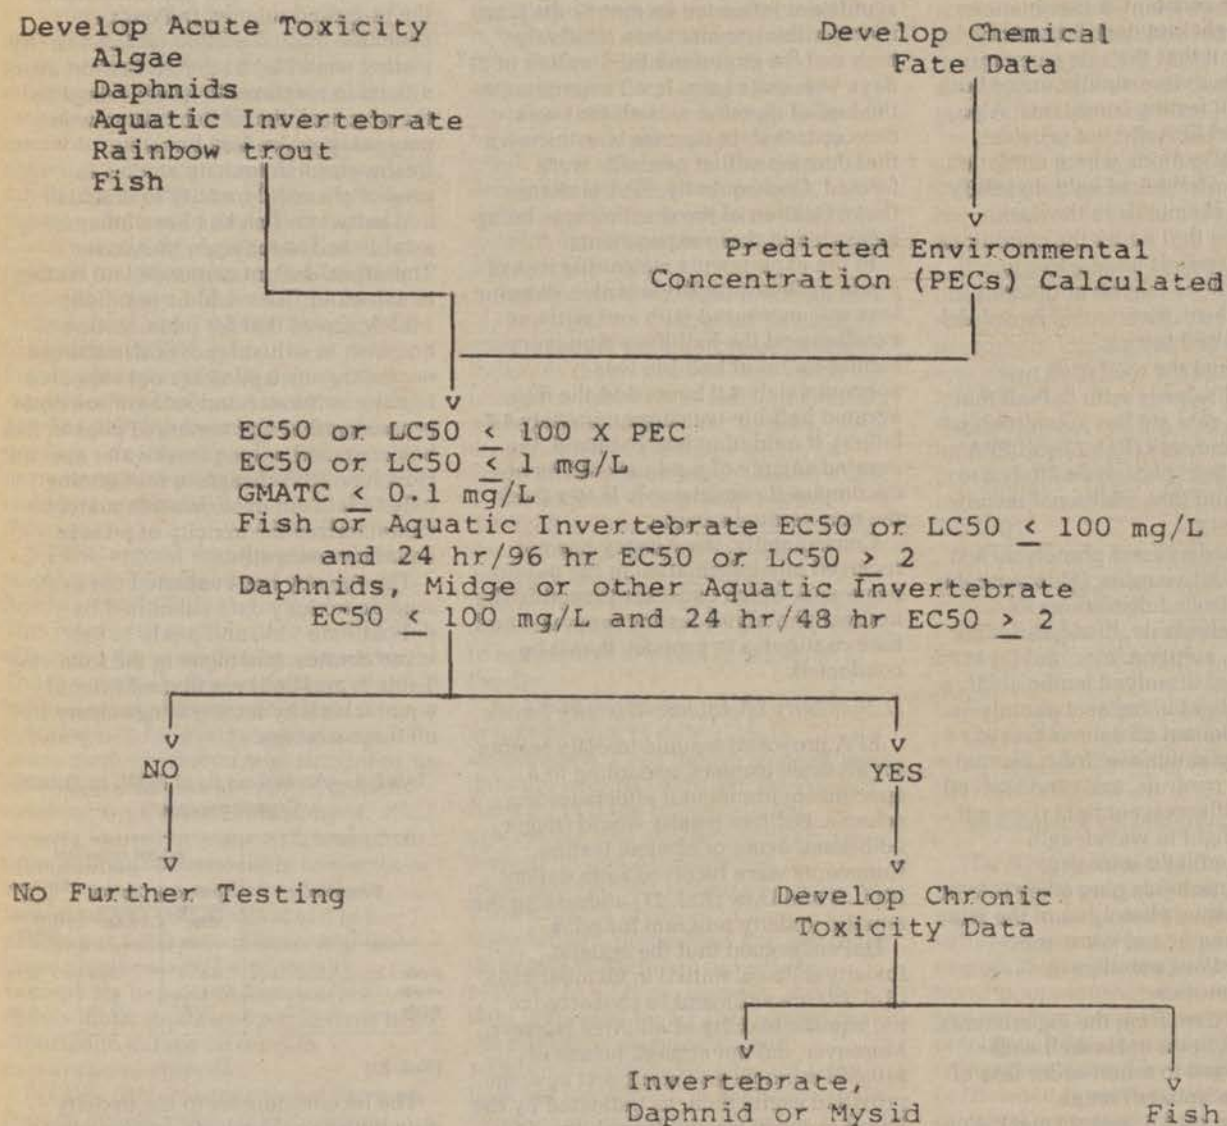 Develop Acute Toxicity
Algae
Daphnids
Aquatic Invertebrate
Rainbow trout
Fish
Develop Chemical
Fate Data
Predicted Environmental
Concentration (PECs) Calculated
EC50 or LC50 ≤ 100 X PEC
EC50 or LC50 ≤ 1 mg/L
GMATC ≤ 0.1 mg/L
Fish or Aquatic Invertebrate EC50 or LC50 ≤ 100 mg/L
and 24 hr/96 hr EC50 or LC50 ≥ 2
Daphnids, Midge or other Aquatic Invertebrate
EC50 ≤ 100 mg/L and 24 hr/48 hr EC50 ≥ 2
NO
YES
No Further Testing
Develop Chronic
Toxicity Data
Invertebrate,
Daphnid or Mysid
Fish